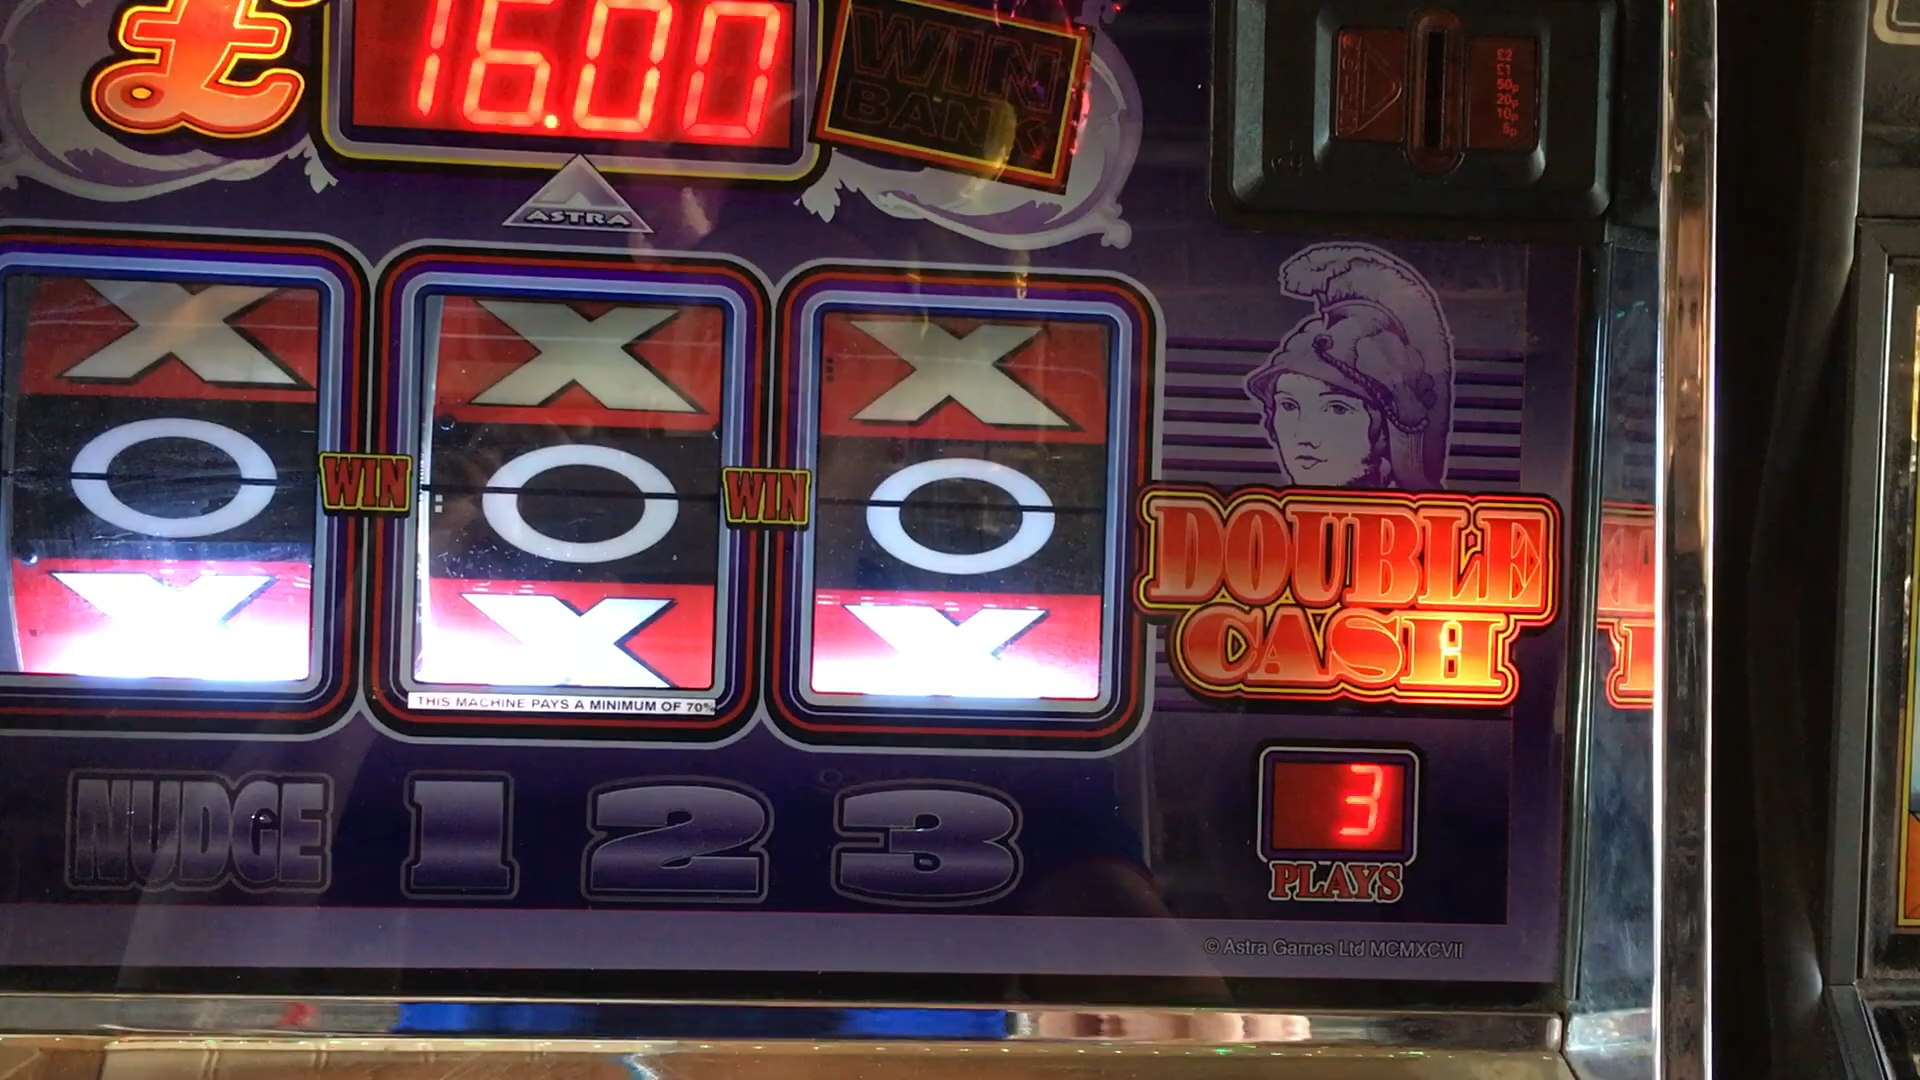 £ 16.00
WIN
BANK
£2
£1
50p
20p
10p
5p
ASTRA
X X X
O WIN O WIN O
X X X
DOUBLE
CASH
THIS MACHINE PAYS A MINIMUM OF 70%
3
PLAYS
NUDGE 1 2 3
© Astra Games Ltd MCMXCVII